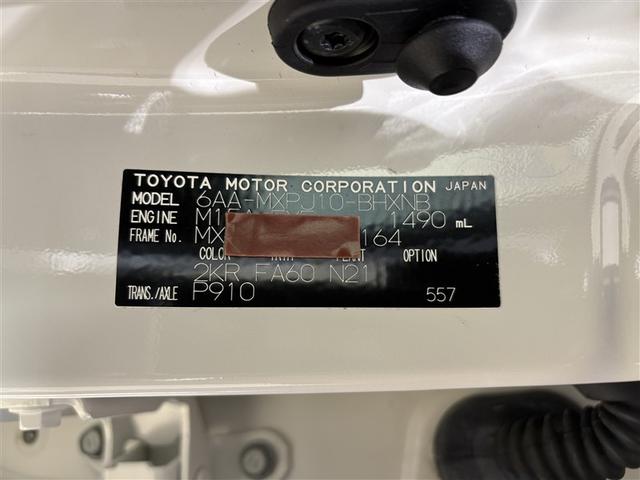 TOYOTA MOTOR CORPORATION JAPAN
MODEL 6AA-MXPJ10-BHXNB
ENGINE 1490 mL
FRAME No. MX 164
COLOR PLANT OPTION
2KR FA60 N21
TRANS./AXLE P910 557